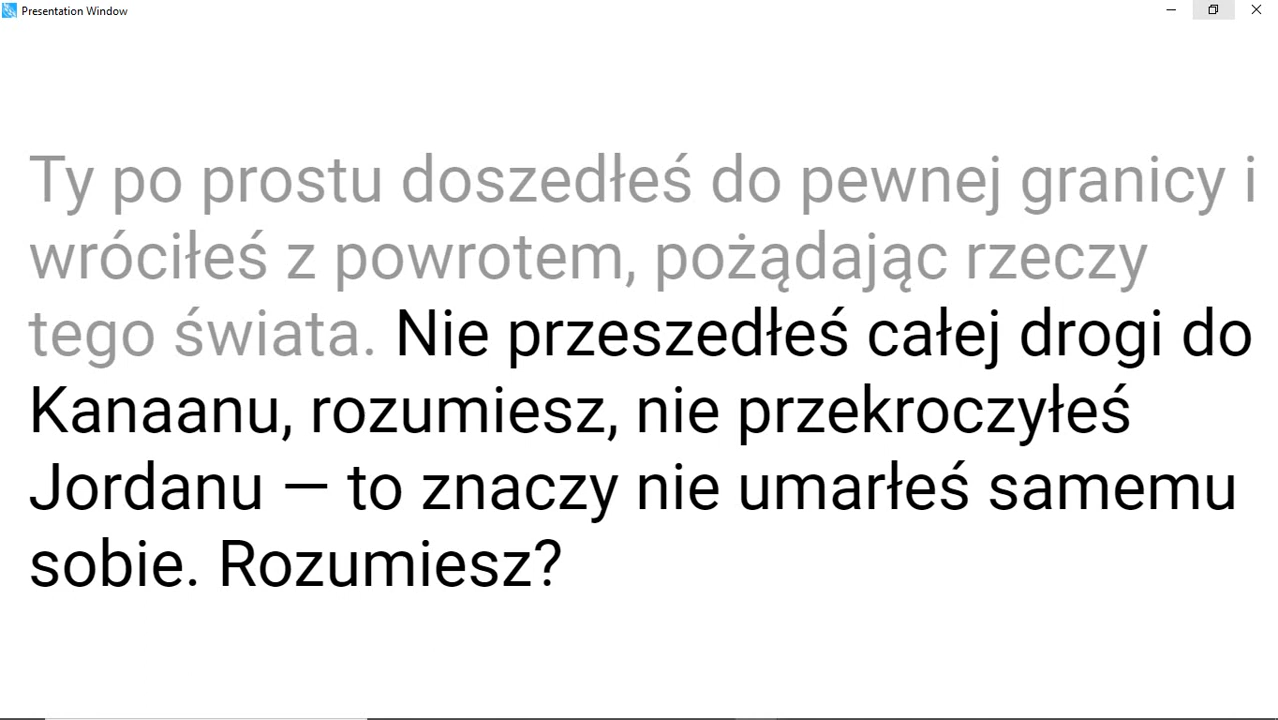 Presentation Window
Ty po prostu doszedłeś do pewnej granicy i
wróciłeś z powrotem, pożądając rzeczy
tego świata. Nie przeszedłeś całej drogi do
Kanaanu, rozumiesz, nie przekroczyłeś
Jordanu — to znaczy nie umarłeś samemu
sobie. Rozumiesz?